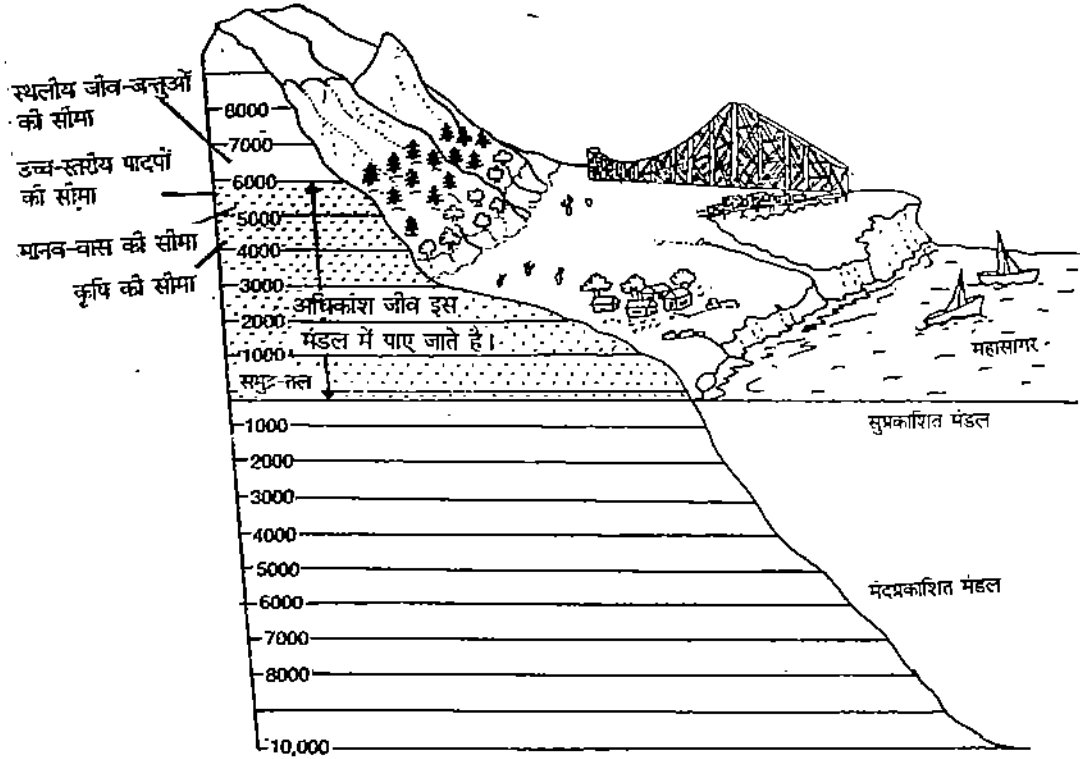 स्थलीय जीव-जन्तुओं
की सीमा
उच्च-स्तरीय पादपों
की सीमा
मानव-वास की सीमा
कृषि की सीमा
8000
7000
6000
5000
4000
3000
अधिकांश जीव इस
2000
मंडल में पाए जाते है।
1000
समुद्र-तल
महासागर
सुप्रकाशित मंडल
1000
2000
3000
4000
5000
मंदप्रकाशित मंडल
6000
7000
8000
10,000